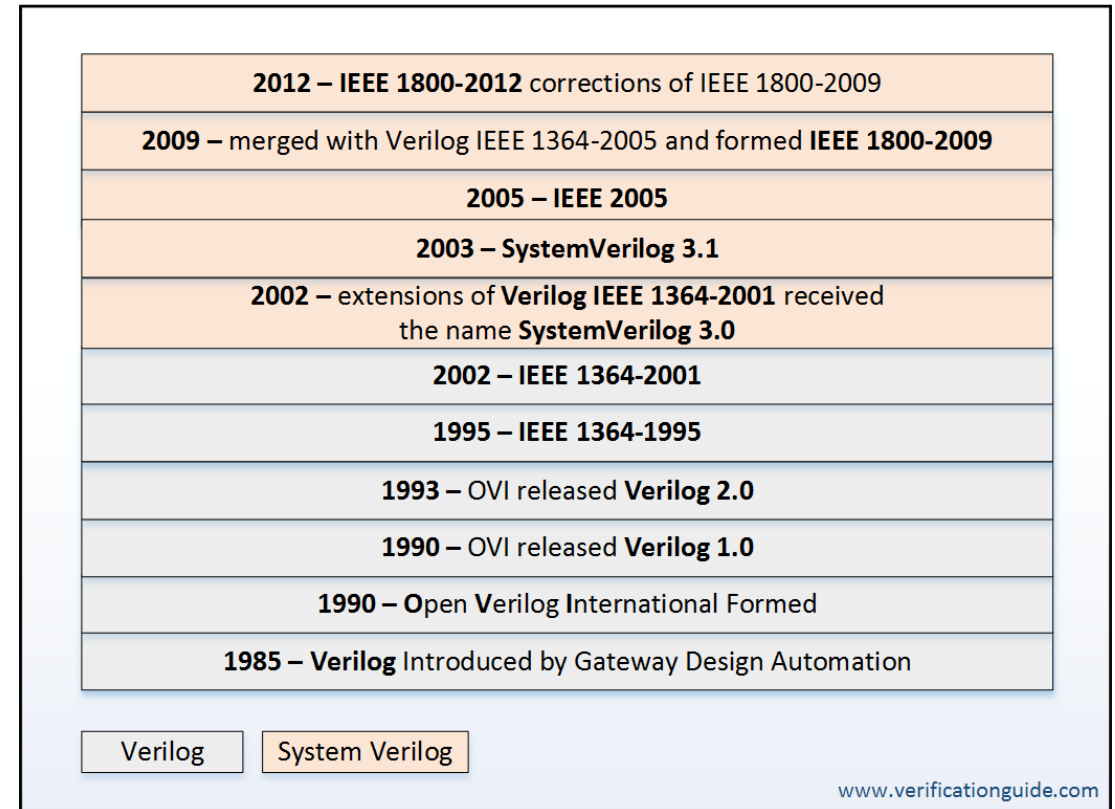 2012 – IEEE 1800-2012 corrections of IEEE 1800-2009
2009 – merged with Verilog IEEE 1364-2005 and formed IEEE 1800-2009
2005 – IEEE 2005
2003 – SystemVerilog 3.1
2002 – extensions of Verilog IEEE 1364-2001 received
the name SystemVerilog 3.0
2002 – IEEE 1364-2001
1995 – IEEE 1364-1995
1993 – OVI released Verilog 2.0
1990 – OVI released Verilog 1.0
1990 – Open Verilog International Formed
1985 – Verilog Introduced by Gateway Design Automation
Verilog
System Verilog
www.verificationguide.com